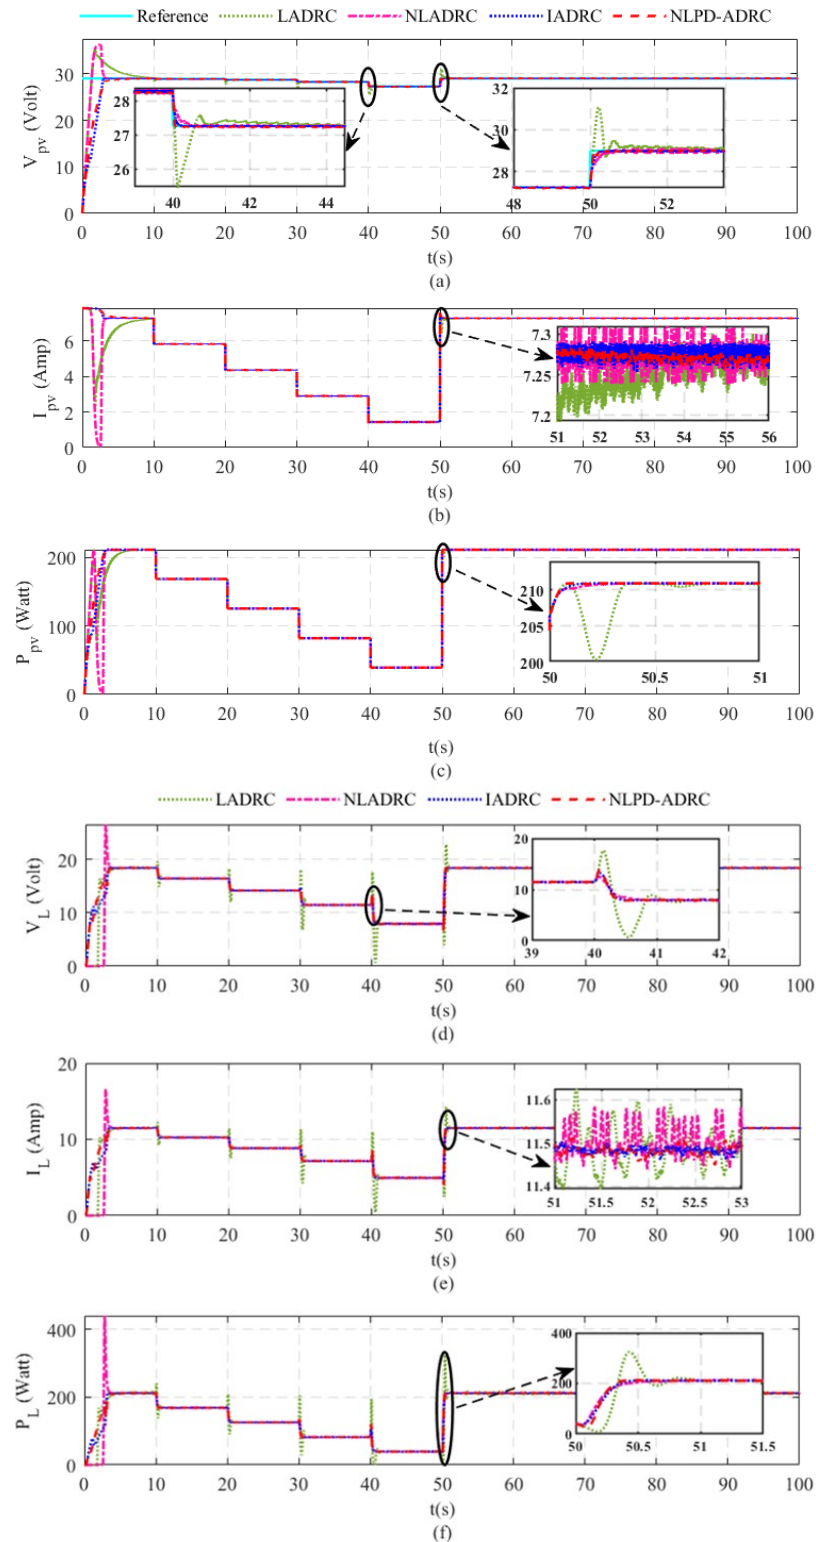 Reference LADRC NLADRC IADRC NLPD-ADRC
V_pv (Volt)
30
20
10
0
28
27
26
40 42 44
32
30
28
48 50 52
0 10 20 30 40 50 60 70 80 90 100
t(s)
(a)
I_pv (Amp)
6
4
2
0
7.3
7.25
7.2
51 52 53 54 55 56
0 10 20 30 40 50 60 70 80 90 100
t(s)
(b)
P_pv (Watt)
200
100
0
210
205
200
50 50.5 51
0 10 20 30 40 50 60 70 80 90 100
t(s)
(c)
LADRC NLADRC IADRC NLPD-ADRC
V_L (Volt)
20
10
0
20
10
0
39 40 41 42
0 10 20 30 40 50 60 70 80 90 100
t(s)
(d)
I_L (Amp)
20
10
0
11.6
11.5
11.4
51 51.5 52 52.5 53
0 10 20 30 40 50 60 70 80 90 100
t(s)
(e)
P_L (Watt)
400
200
0
400
200
0
50 50.5 51 51.5
0 10 20 30 40 50 60 70 80 90 100
t(s)
(f)